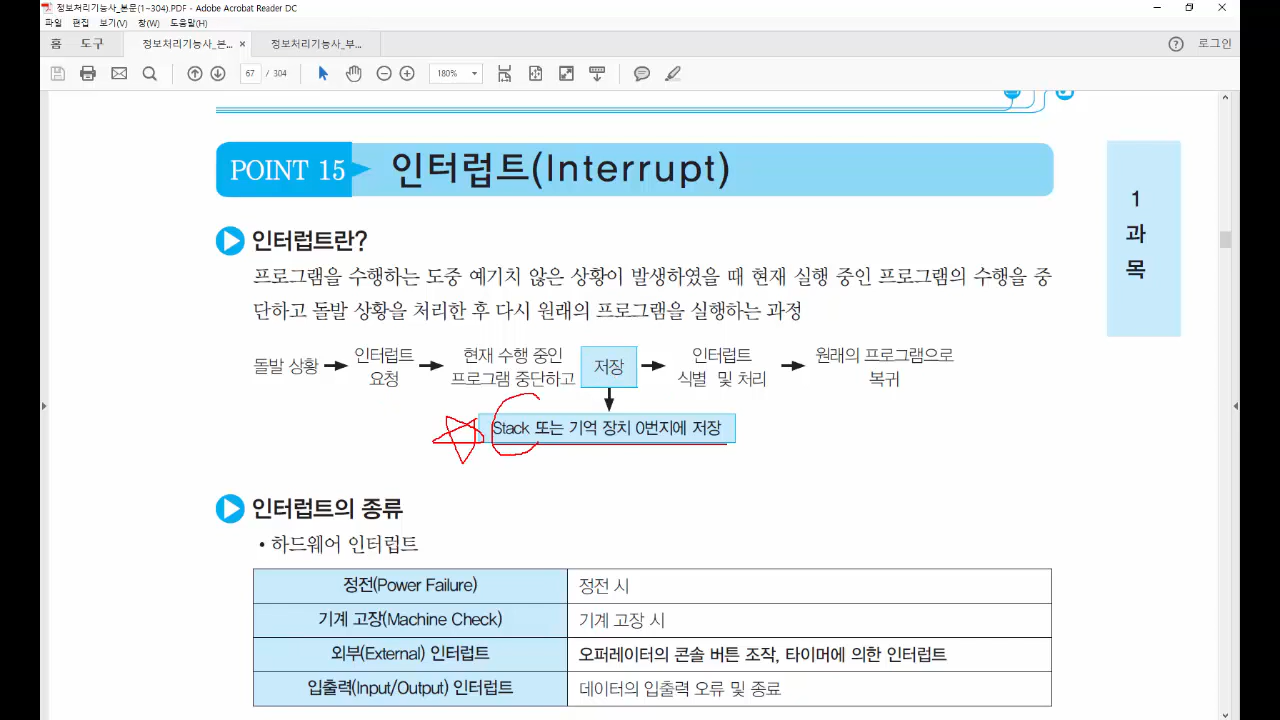 정보처리기능사_본문(1~304).PDF - Adobe Acrobat Reader DC
파일 편집 보기(V) 창(W) 도움말(H)
홈 도구 정보처리기능사_본... × 정보처리기능사_부... ? 로그인
67 / 304 180%
POINT 15 인터럽트(Interrupt)
1
과
목
인터럽트란?
프로그램을 수행하는 도중 예기치 않은 상황이 발생하였을 때 현재 실행 중인 프로그램의 수행을 중
단하고 돌발 상황을 처리한 후 다시 원래의 프로그램을 실행하는 과정
돌발 상황
인터럽트
요청
현재 수행 중인
프로그램 중단하고
저장
인터럽트
식별 및 처리
원래의 프로그램으로
복귀
Stack 또는 기억 장치 0번지에 저장
인터럽트의 종류
• 하드웨어 인터럽트
정전(Power Failure) 정전 시
기계 고장(Machine Check) 기계 고장 시
외부(External) 인터럽트 오퍼레이터의 콘솔 버튼 조작, 타이머에 의한 인터럽트
입출력(Input/Output) 인터럽트 데이터의 입출력 오류 및 종료